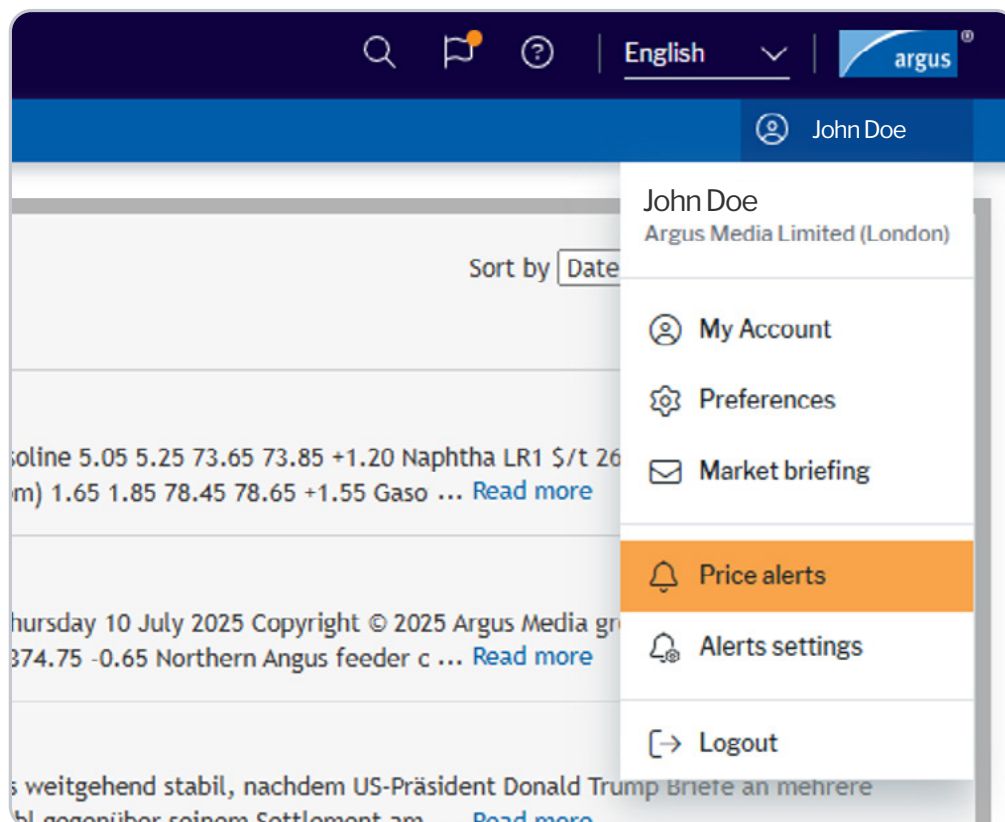 English
argus ®
John Doe
John Doe
Argus Media Limited (London)
Sort by Date
My Account
Preferences
Market briefing
soline 5.05 5.25 73.65 73.85 +1.20 Naphtha LR1 $/t 26
m) 1.65 1.85 78.45 78.65 +1.55 Gaso ... Read more
Price alerts
hursday 10 July 2025 Copyright © 2025 Argus Media gr
374.75 -0.65 Northern Angus feeder c ... Read more
Alerts settings
Logout
s weitgehend stabil, nachdem US-Präsident Donald Trump Briefe an mehrere
gegenüber seinem Settlement am ... Read more